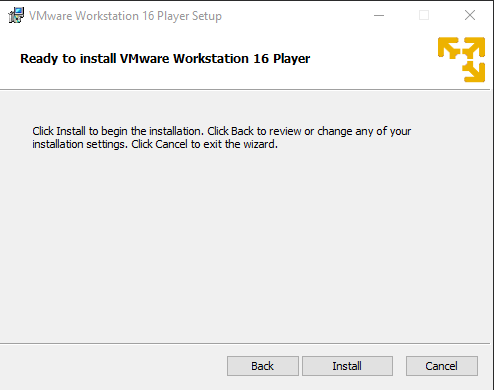 VMware Workstation 16 Player Setup
Ready to install VMware Workstation 16 Player
Click Install to begin the installation. Click Back to review or change any of your
installation settings. Click Cancel to exit the wizard.
Back
Install
Cancel